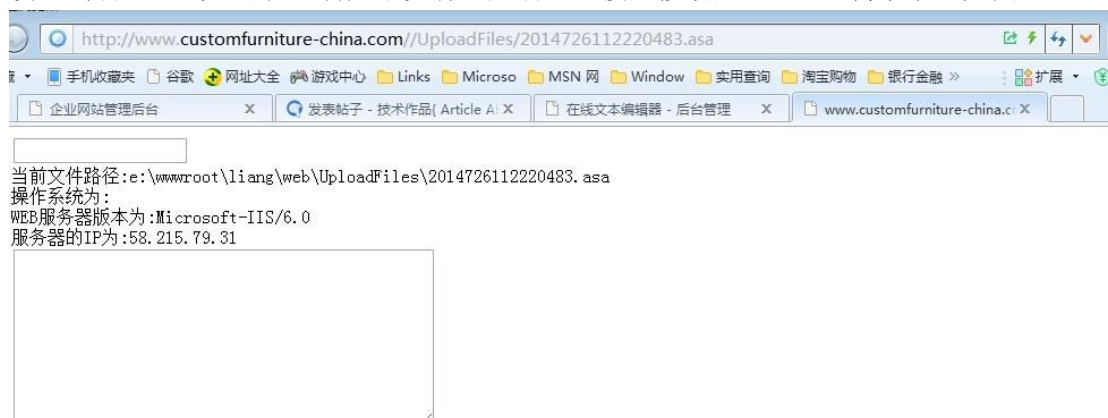 http://www.customfurniture-china.com//UploadFiles/2014726112220483.asa
手机收藏夹 谷歌 网址大全 游戏中心 Links Microso MSN 网 Window 实用查询 淘宝购物 银行金融 » 扩展
企业网站管理后台 X 发表帖子 - 技术作品{ Article A X 在线文本编辑器 - 后台管理 X www.customfurniture-china.c X
当前文件路径:e:\wwwroot\liang\web\UploadFiles\2014726112220483.asa
操作系统为:
WEB服务器版本为:Microsoft-IIS/6.0
服务器的IP为:58.215.79.31